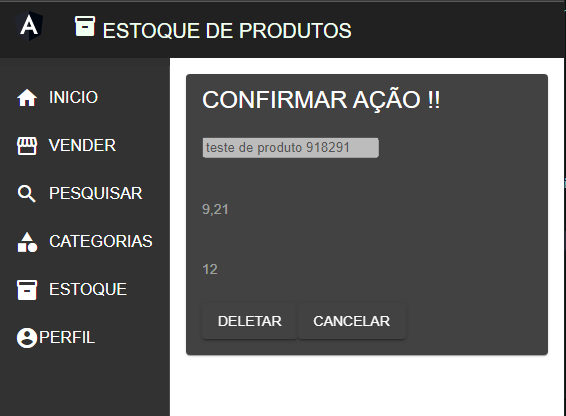 A
ESTOQUE DE PRODUTOS
INICIO
VENDER
PESQUISAR
CATEGORIAS
ESTOQUE
PERFIL
CONFIRMAR AÇÃO !!
teste de produto 918291
9,21
12
DELETAR CANCELAR